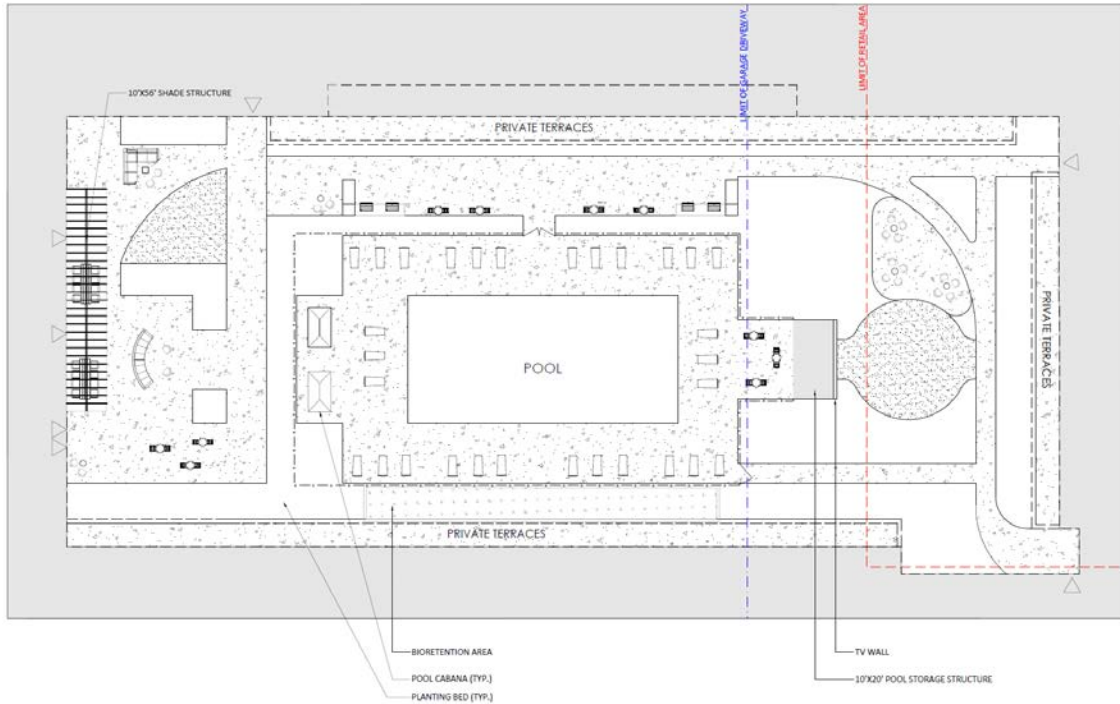 LIMIT OF GARAGE DRIVEWAY
LIMIT OF RETAIL AREA
10'X56' SHADE STRUCTURE
PRIVATE TERRACES
PRIVATE TERRACES
POOL
PRIVATE TERRACES
BIORETENTION AREA
TV WALL
POOL CABANA (TYP.)
10'X20' POOL STORAGE STRUCTURE
PLANTING BED (TYP.)